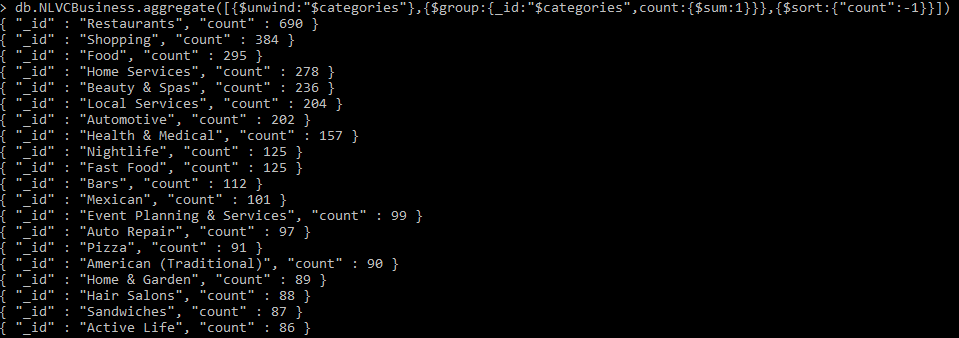 > db.NLVCBusiness.aggregate([{$unwind:"$categories"},{$group:{_id:"$categories",count:{$sum:1}}},{$sort:{"count":-1}}])
{ "_id" : "Restaurants", "count" : 690 }
{ "_id" : "Shopping", "count" : 384 }
{ "_id" : "Food", "count" : 295 }
{ "_id" : "Home Services", "count" : 278 }
{ "_id" : "Beauty & Spas", "count" : 236 }
{ "_id" : "Local Services", "count" : 204 }
{ "_id" : "Automotive", "count" : 202 }
{ "_id" : "Health & Medical", "count" : 157 }
{ "_id" : "Nightlife", "count" : 125 }
{ "_id" : "Fast Food", "count" : 125 }
{ "_id" : "Bars", "count" : 112 }
{ "_id" : "Mexican", "count" : 101 }
{ "_id" : "Event Planning & Services", "count" : 99 }
{ "_id" : "Auto Repair", "count" : 97 }
{ "_id" : "Pizza", "count" : 91 }
{ "_id" : "American (Traditional)", "count" : 90 }
{ "_id" : "Home & Garden", "count" : 89 }
{ "_id" : "Hair Salons", "count" : 88 }
{ "_id" : "Sandwiches", "count" : 87 }
{ "_id" : "Active Life", "count" : 86 }